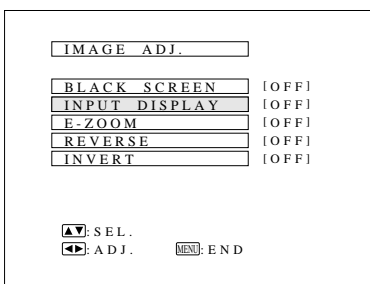 IMAGE ADJ.
BLACK SCREEN [OFF]
INPUT DISPLAY [OFF]
E-ZOOM [OFF]
REVERSE [OFF]
INVERT [OFF]
▲▼:SEL.
◀▶:ADJ. MENU:END